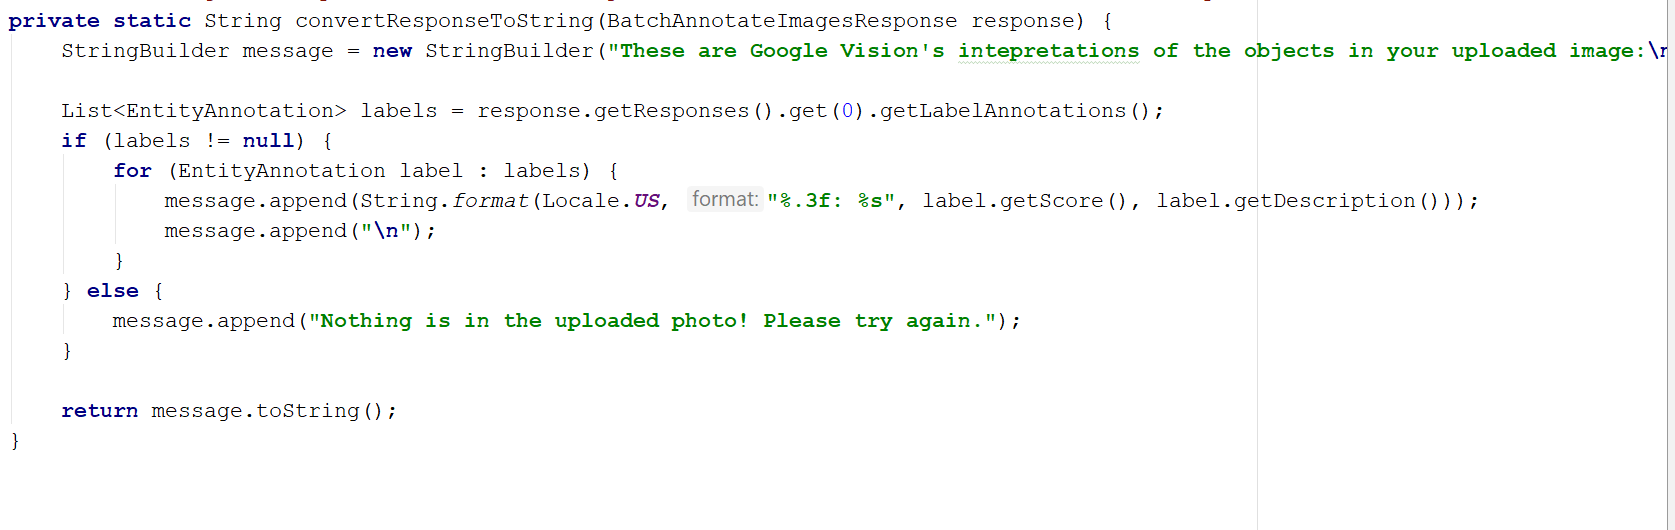 private static String convertResponseToString(BatchAnnotateImagesResponse response) {
StringBuilder message = new StringBuilder("These are Google Vision's intepretations of the objects in your uploaded image:\n
List<EntityAnnotation> labels = response.getResponses().get(0).getLabelAnnotations();
if (labels != null) {
for (EntityAnnotation label : labels) {
message.append(String.format(Locale.US, format: "%.3f: %s", label.getScore(), label.getDescription()));
message.append("\n");
}
} else {
message.append("Nothing is in the uploaded photo! Please try again.");
}
return message.toString();
}